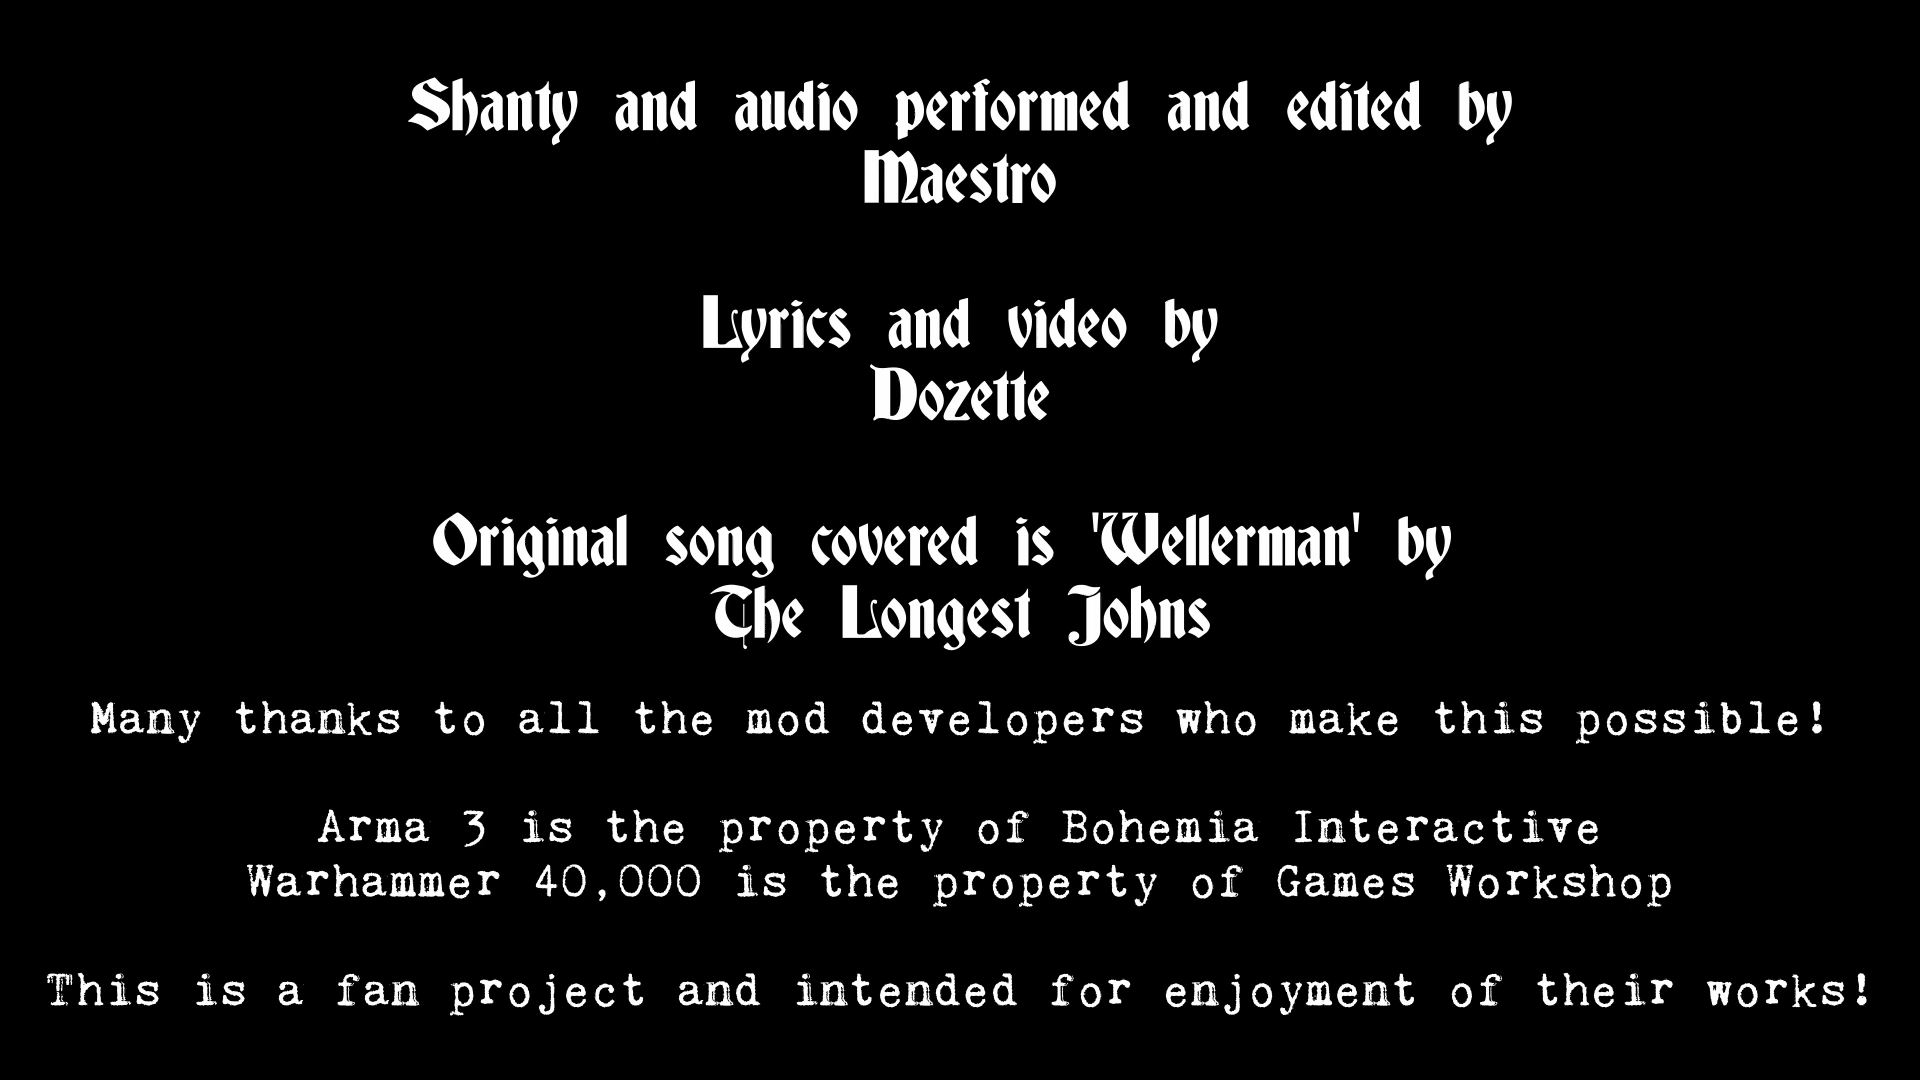 Shanty and audio performed and edited by
Maestro
Lyrics and video by
Dozette
Original song covered is 'Wellerman' by
The Longest Johns
Many thanks to all the mod developers who make this possible!
Arma 3 is the property of Bohemia Interactive
Warhammer 40,000 is the property of Games Workshop
This is a fan project and intended for enjoyment of their works!